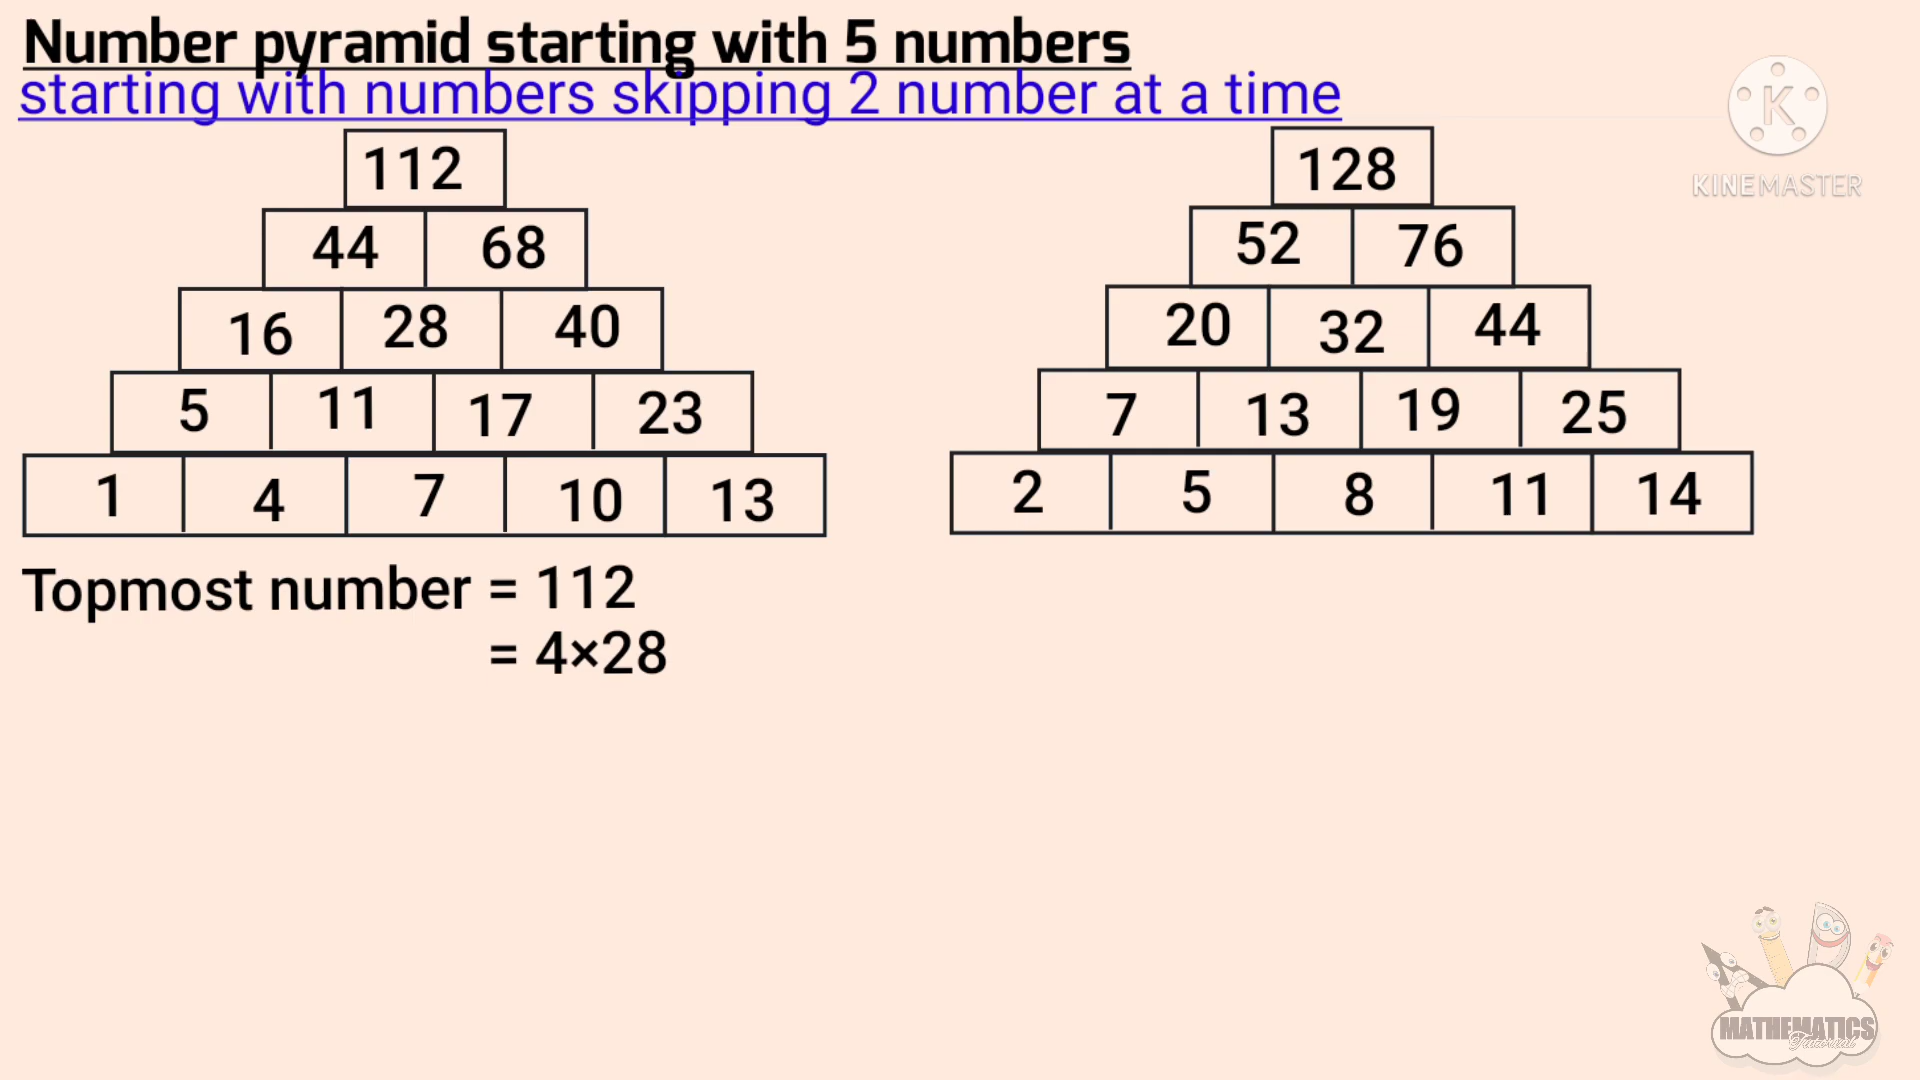 Number pyramid starting with 5 numbers
starting with numbers skipping 2 number at a time
KINEMASTER
112
44 68
16 28 40
5 11 17 23
1 4 7 10 13
128
52 76
20 32 44
7 13 19 25
2 5 8 11 14
Topmost number = 112
= 4×28
K
MATHEMATICS
Tutorial